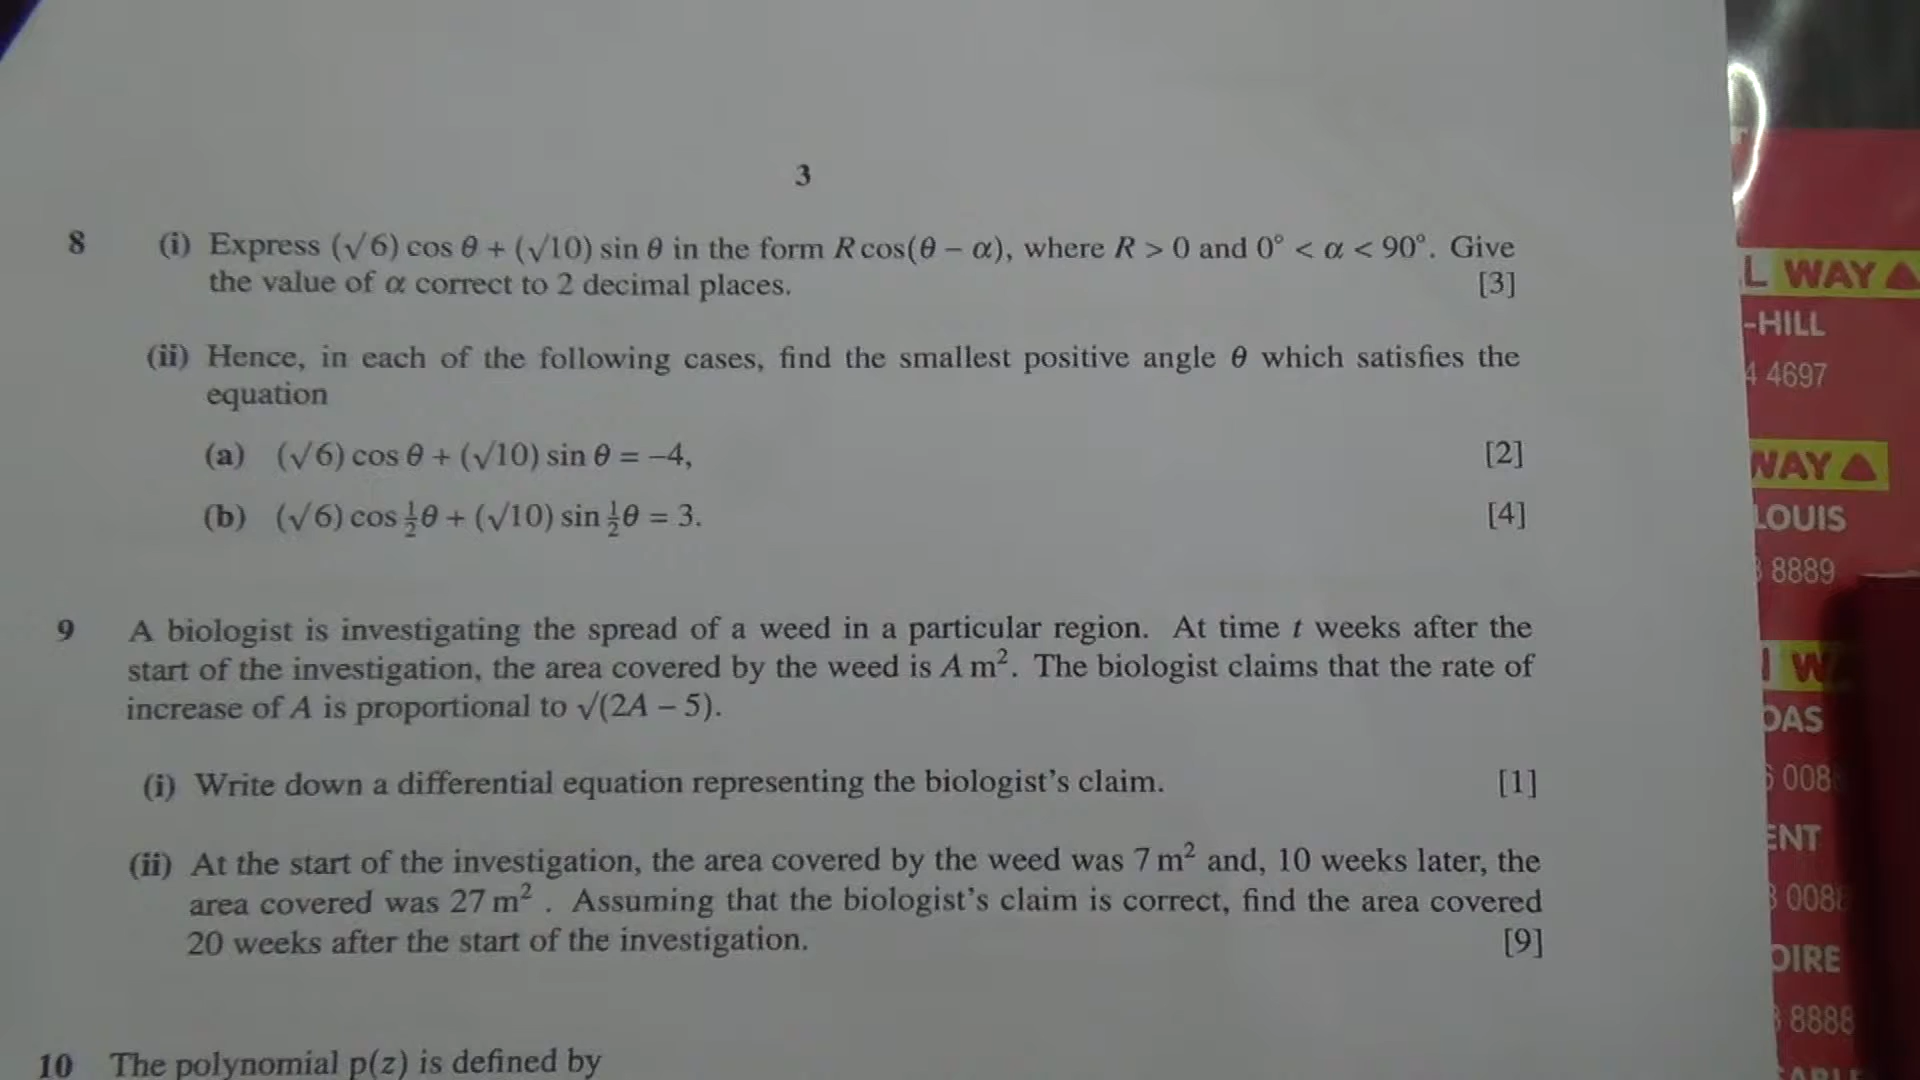 3
8 (i) Express (√6) cos θ + (√10) sin θ in the form R cos(θ − α), where R > 0 and 0° < α < 90°. Give
the value of α correct to 2 decimal places. [3]
(ii) Hence, in each of the following cases, find the smallest positive angle θ which satisfies the
equation
(a) (√6) cos θ + (√10) sin θ = −4, [2]
(b) (√6) cos ½θ + (√10) sin ½θ = 3. [4]
9 A biologist is investigating the spread of a weed in a particular region. At time t weeks after the
start of the investigation, the area covered by the weed is A m². The biologist claims that the rate of
increase of A is proportional to √(2A − 5).
(i) Write down a differential equation representing the biologist's claim. [1]
(ii) At the start of the investigation, the area covered by the weed was 7 m² and, 10 weeks later, the
area covered was 27 m² . Assuming that the biologist's claim is correct, find the area covered
20 weeks after the start of the investigation. [9]
10 The polynomial p(z) is defined by
L WAY
-HILL
4 4697
WAY
LOUIS
8889
W
DAS
008
ENT
008
OIRE
8888